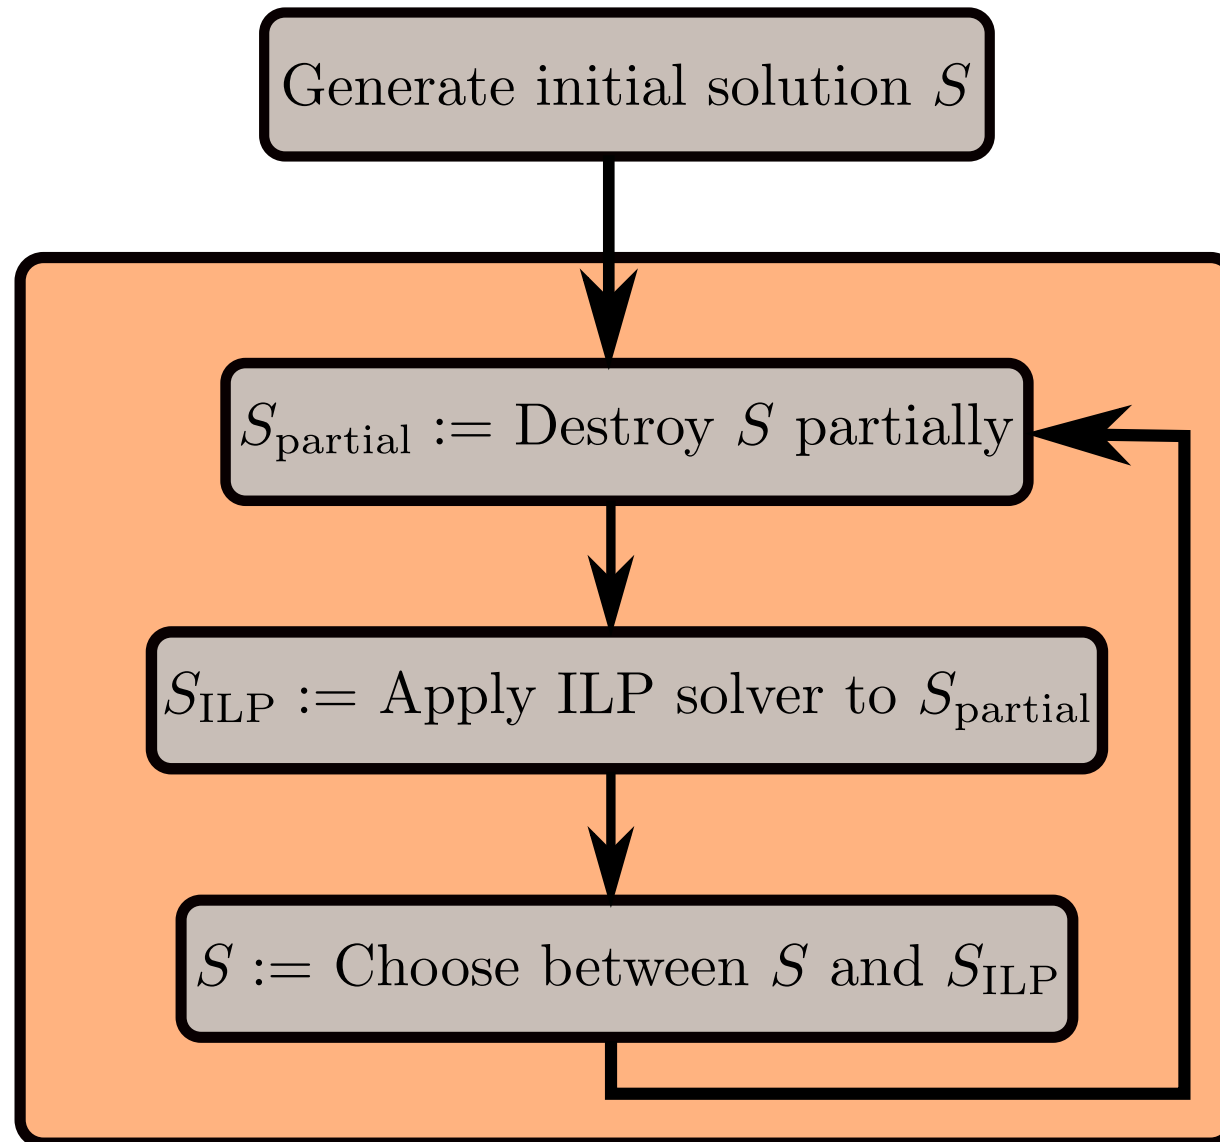 Generate initial solution S
S_partial := Destroy S partially
S_ILP := Apply ILP solver to S_partial
S := Choose between S and S_ILP